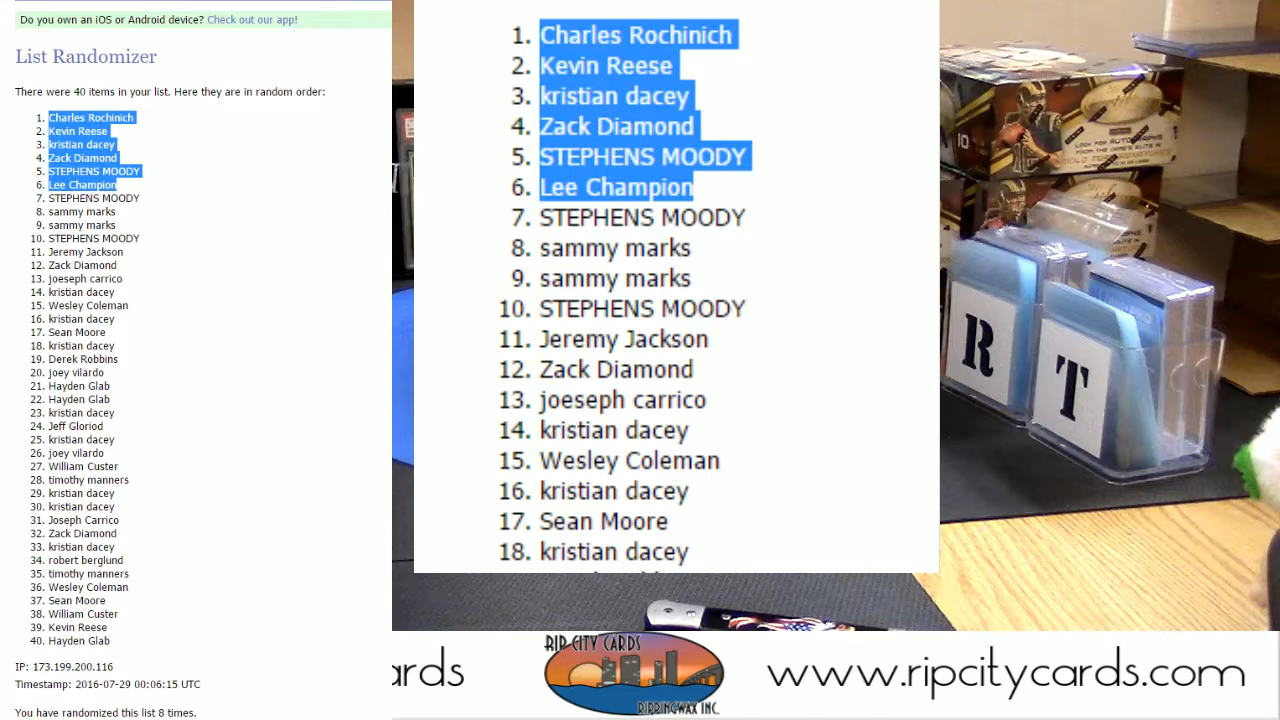 Do you own an iOS or Android device? Check out our app!
List Randomizer
There were 40 items in your list. Here they are in random order:
1. Charles Rochinich
2. Kevin Reese
3. kristian dacey
4. Zack Diamond
5. STEPHENS MOODY
6. Lee Champion
7. STEPHENS MOODY
8. sammy marks
9. sammy marks
10. STEPHENS MOODY
11. Jeremy Jackson
12. Zack Diamond
13. joeseph carrico
14. kristian dacey
15. Wesley Coleman
16. kristian dacey
17. Sean Moore
18. kristian dacey
19. Derek Robbins
20. joey vilardo
21. Hayden Glab
22. Hayden Glab
23. kristian dacey
24. Jeff Gloriod
25. kristian dacey
26. joey vilardo
27. William Custer
28. timothy manners
29. kristian dacey
30. kristian dacey
31. Joseph Carrico
32. Zack Diamond
33. kristian dacey
34. robert berglund
35. timothy manners
36. Wesley Coleman
37. Sean Moore
38. William Custer
39. Kevin Reese
40. Hayden Glab
IP: 173.199.200.116
Timestamp: 2016-07-29 00:06:15 UTC
You have randomized this list 8 times.
1. Charles Rochinich
2. Kevin Reese
3. kristian dacey
4. Zack Diamond
5. STEPHENS MOODY
6. Lee Champion
7. STEPHENS MOODY
8. sammy marks
9. sammy marks
10. STEPHENS MOODY
11. Jeremy Jackson
12. Zack Diamond
13. joeseph carrico
14. kristian dacey
15. Wesley Coleman
16. kristian dacey
17. Sean Moore
18. kristian dacey
10
LOOK FOR AUTOGRAPHS
R
T
ards
RIP CITY CARDS
RIPPINGWAX INC.
www.ripcitycards.com